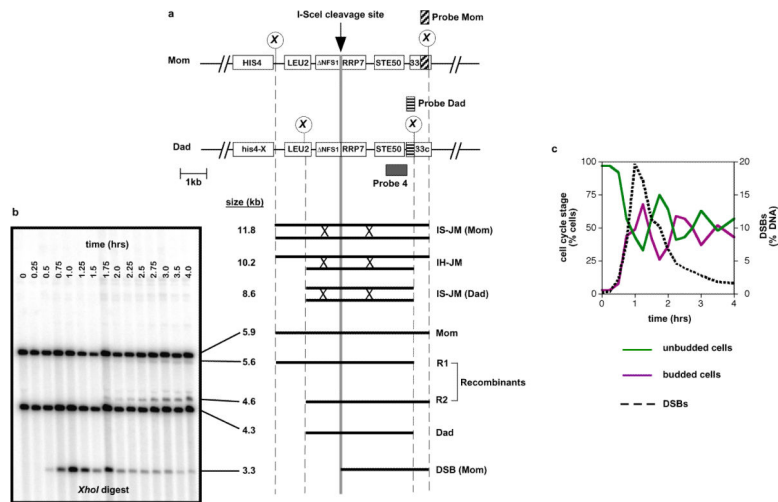 a
I-SceI cleavage site
Probe Mom
X
X
Mom
HIS4
LEU2
ΔNFS1
RRP7
STE50
33
Probe Dad
X
X
Dad
his4-X
LEU2
ΔNFS1
RRP7
STE50
33c
1kb
Probe 4
b
size (kb)
time (hrs)
0 0.25 0.5 0.75 1.0 1.25 1.5 1.75 2.0 2.25 2.5 2.75 3.0 3.5 4.0
11.8 IS-JM (Mom)
10.2 IH-JM
8.6 IS-JM (Dad)
5.9 Mom
5.6 R1
Recombinants
4.6 R2
4.3 Dad
3.3 DSB (Mom)
XhoI digest
c
cell cycle stage
(% cells)
100
75
50
25
0
20
15
10
5
0
DSBs
(% DNA)
0 1 2 3 4
time (hrs)
unbudded cells
budded cells
DSBs